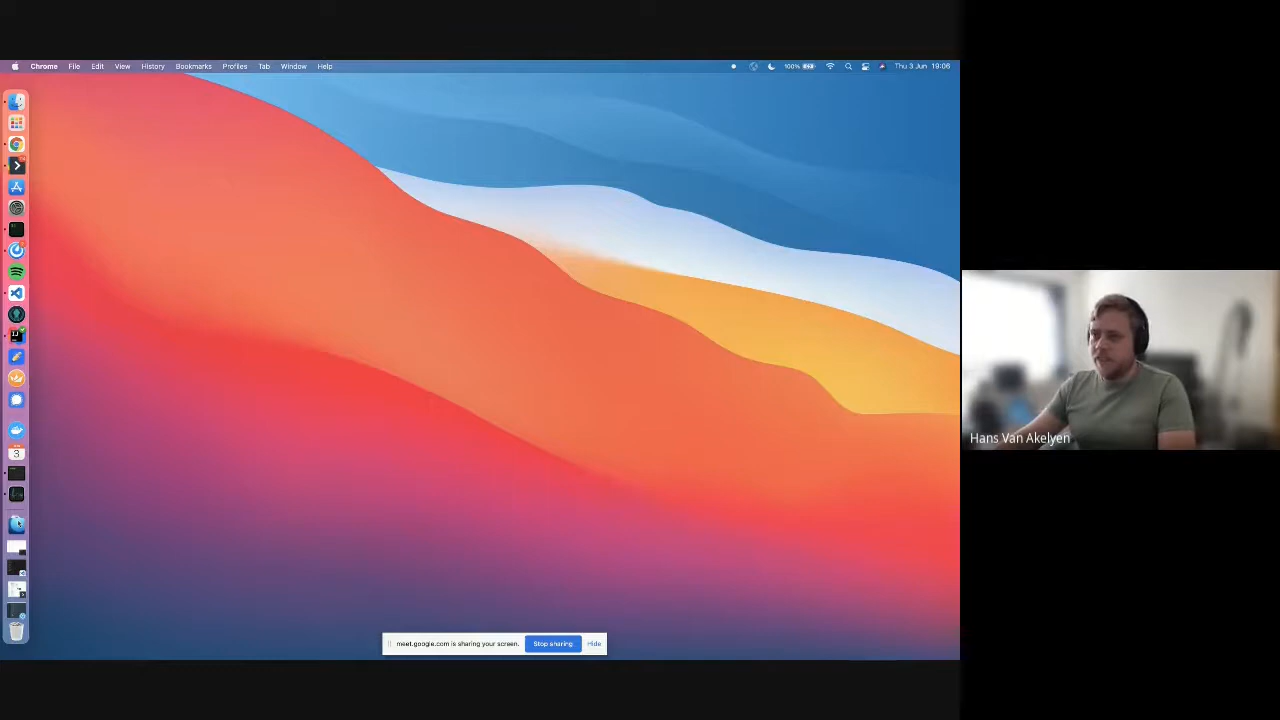 Chrome File Edit View History Bookmarks Profiles Tab Window Help
100% Thu 3 Jun 19:06
3
Hans Van Akelyen
meet.google.com is sharing your screen. Stop sharing Hide